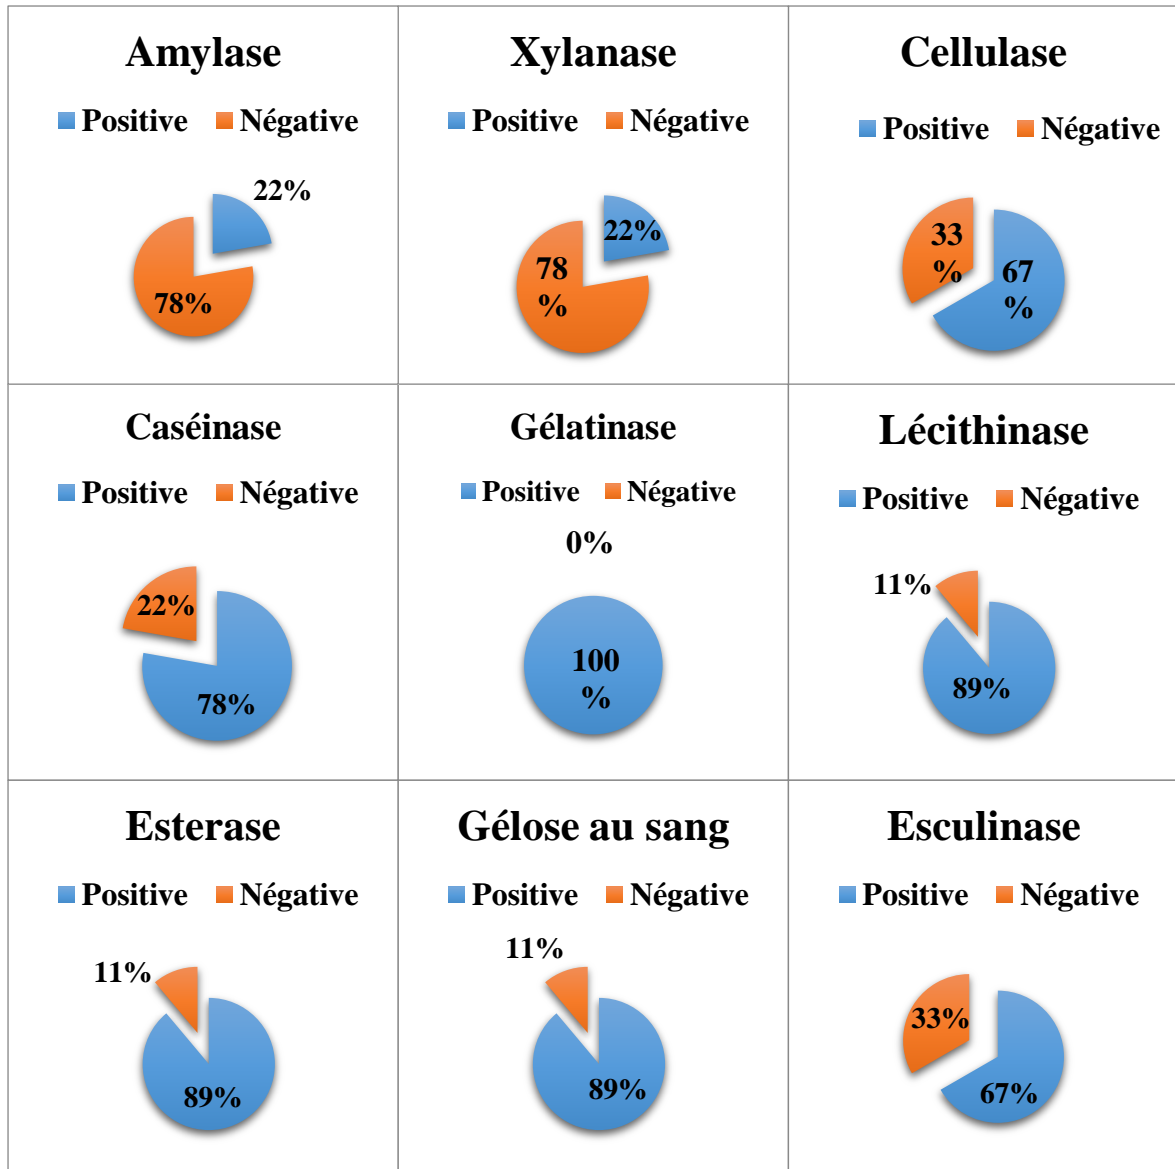 Amylase
Positive Négative
22%
78%
Xylanase
Positive Négative
22%
78
%
Cellulase
Positive Négative
33
%
67
%
Caséinase
Positive Négative
22%
78%
Gélatinase
Positive Négative
0%
100
%
Lécithinase
Positive Négative
11%
89%
Esterase
Positive Négative
11%
89%
Gélose au sang
Positive Négative
11%
89%
Esculinase
Positive Négative
33%
67%